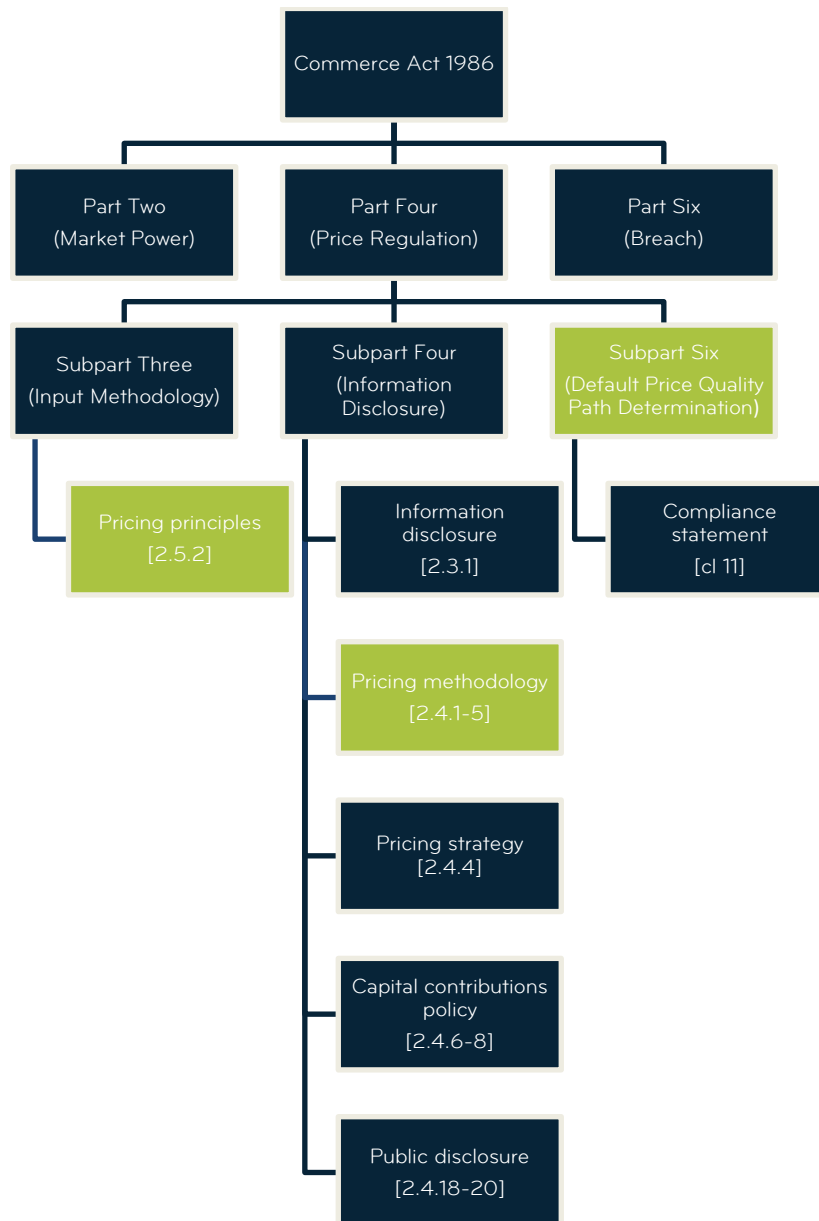 Commerce Act 1986
Part Two
(Market Power)
Part Four
(Price Regulation)
Part Six
(Breach)
Subpart Three
(Input Methodology)
Subpart Four
(Information
Disclosure)
Subpart Six
(Default Price Quality
Path Determination)
Pricing principles
[2.5.2]
Information
disclosure
[2.3.1]
Compliance
statement
[cl 11]
Pricing methodology
[2.4.1-5]
Pricing strategy
[2.4.4]
Capital contributions
policy
[2.4.6-8]
Public disclosure
[2.4.18-20]